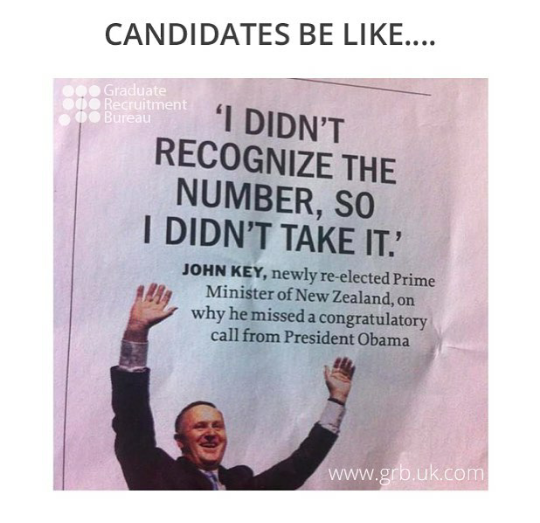 CANDIDATES BE LIKE....
Graduate
Recruitment
Bureau
‘I DIDN’T
RECOGNIZE THE
NUMBER, SO
I DIDN’T TAKE IT.’
JOHN KEY, newly re-elected Prime
Minister of New Zealand, on
why he missed a congratulatory
call from President Obama
www.grb.uk.com